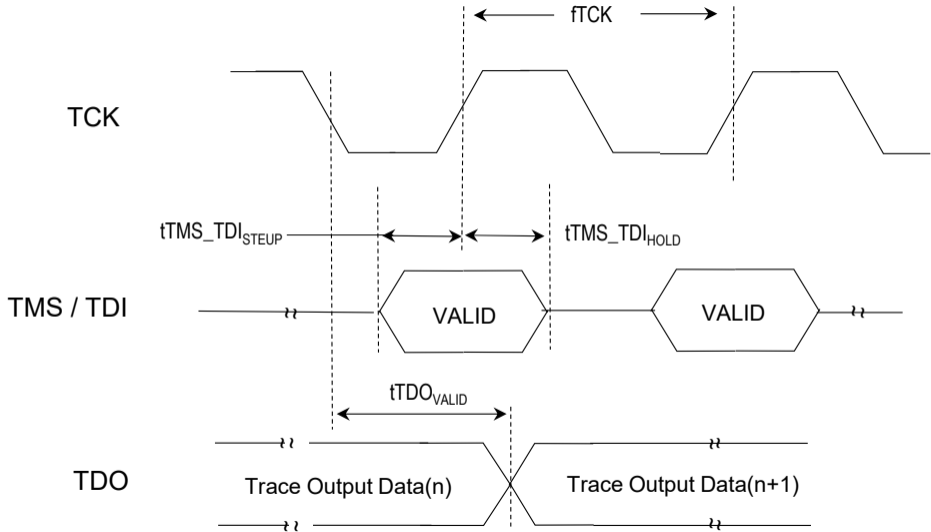 fTCK
TCK
tTMS_TDISTEUP
tTMS_TDIHOLD
TMS / TDI
VALID
VALID
tTDOVALID
TDO
Trace Output Data(n)
Trace Output Data(n+1)